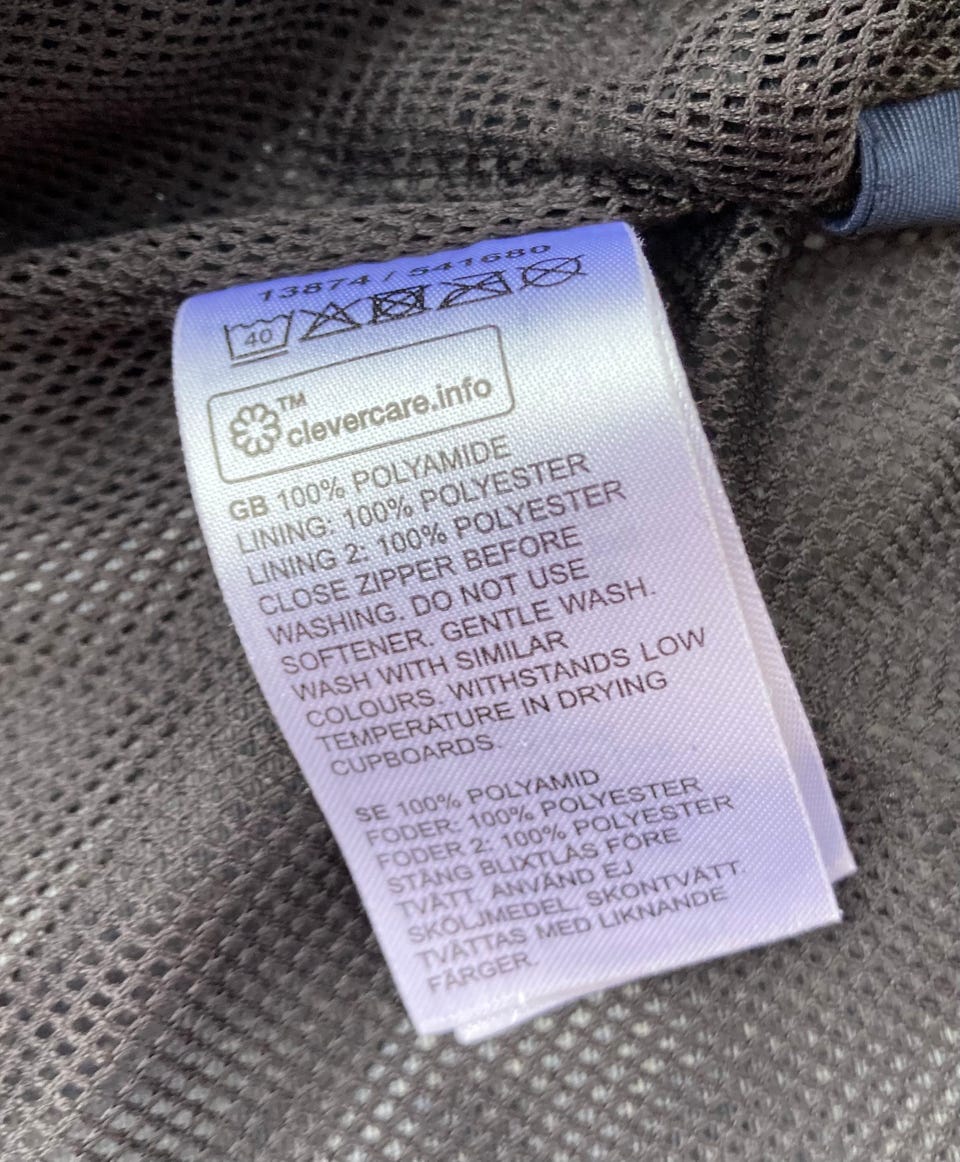 13874 / 541680
40
TM
clevercare.info
GB 100% POLYAMIDE
LINING: 100% POLYESTER
LINING 2: 100% POLYESTER
CLOSE ZIPPER BEFORE
WASHING. DO NOT USE
SOFTENER. GENTLE WASH.
WASH WITH SIMILAR
COLOURS. WITHSTANDS LOW
TEMPERATURE IN DRYING
CUPBOARDS.
SE 100% POLYAMID
FODER: 100% POLYESTER
FODER 2: 100% POLYESTER
STÄNG BLIXTLÅS FÖRE
TVÄTT. ANVÄND EJ
SKÖLJMEDEL. SKONTVÄTT.
TVÄTTAS MED LIKNANDE
FÄRGER.